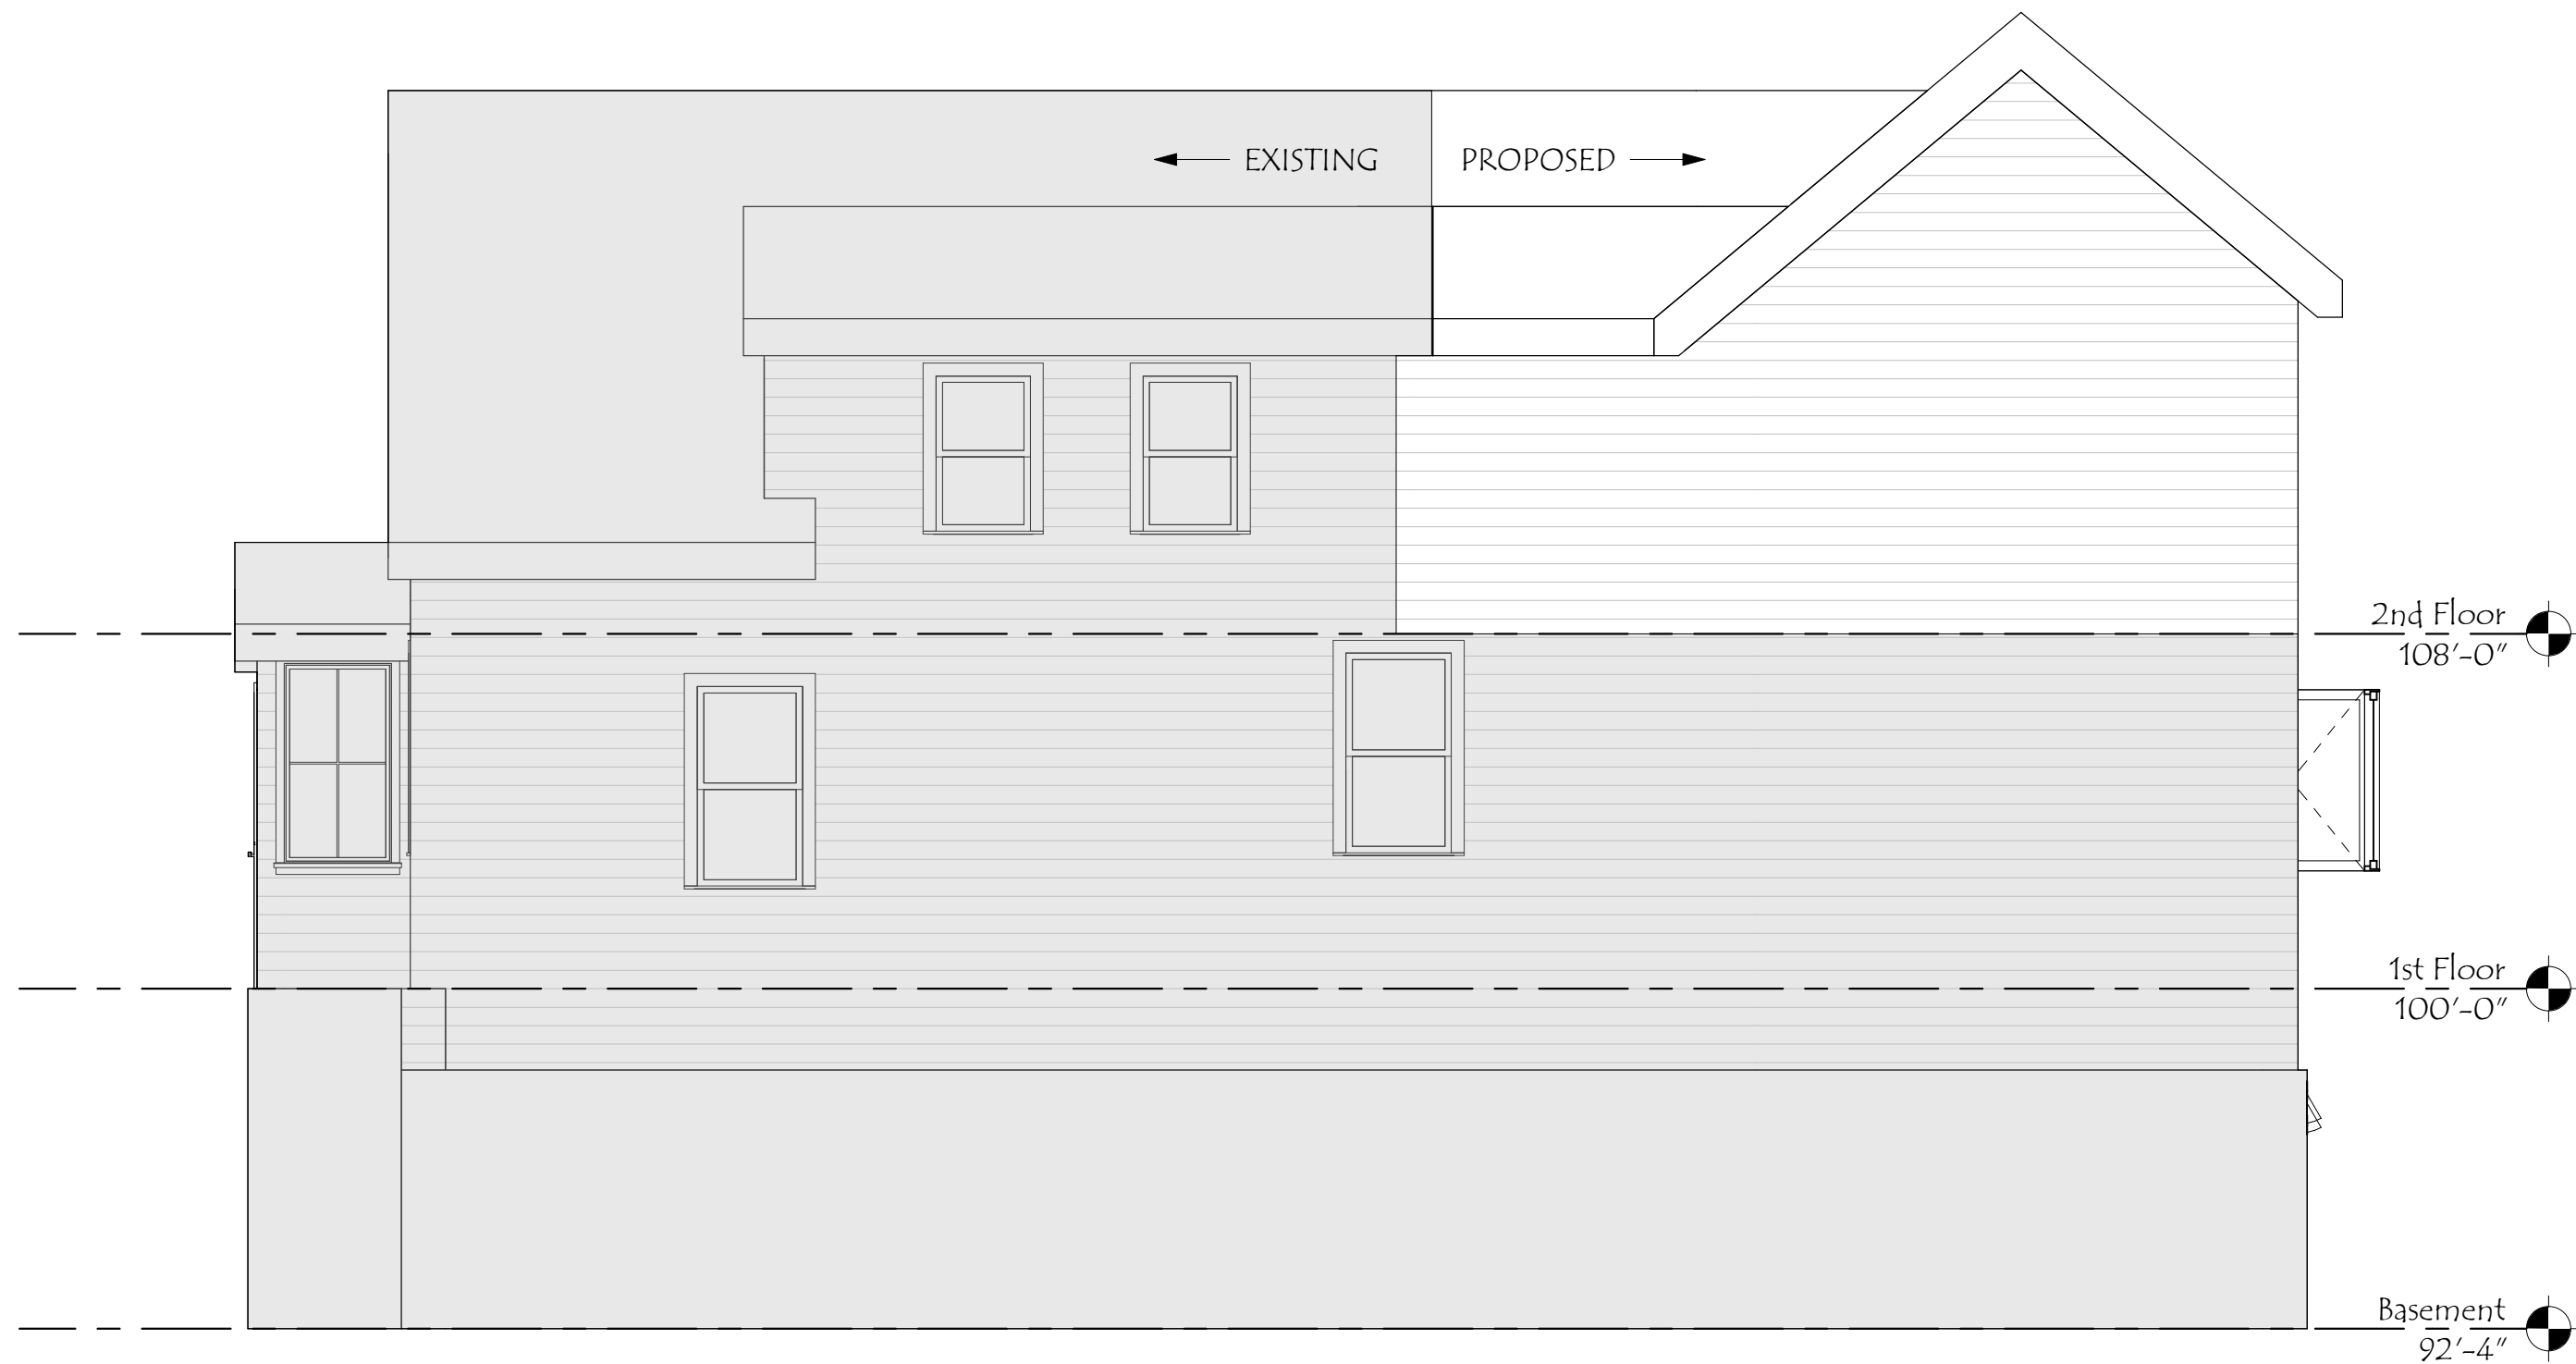 EXISTING PROPOSED
2nd Floor
108'-0"
1st Floor
100'-0"
Basement
92'-4"